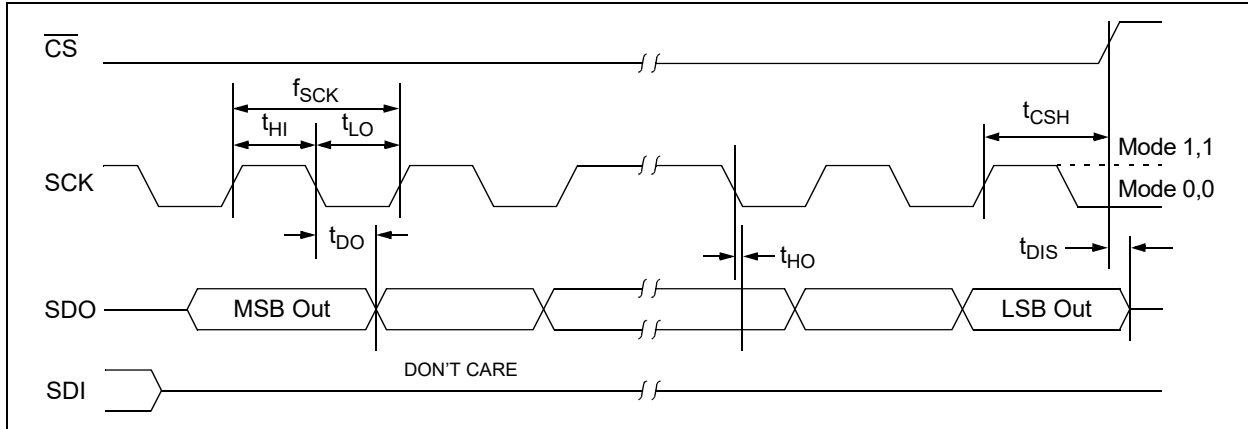 CS
fSCK
tHI tLO
tCSH
Mode 1,1
SCK
Mode 0,0
tDO
tHO
tDIS
SDO
MSB Out
LSB Out
DON'T CARE
SDI